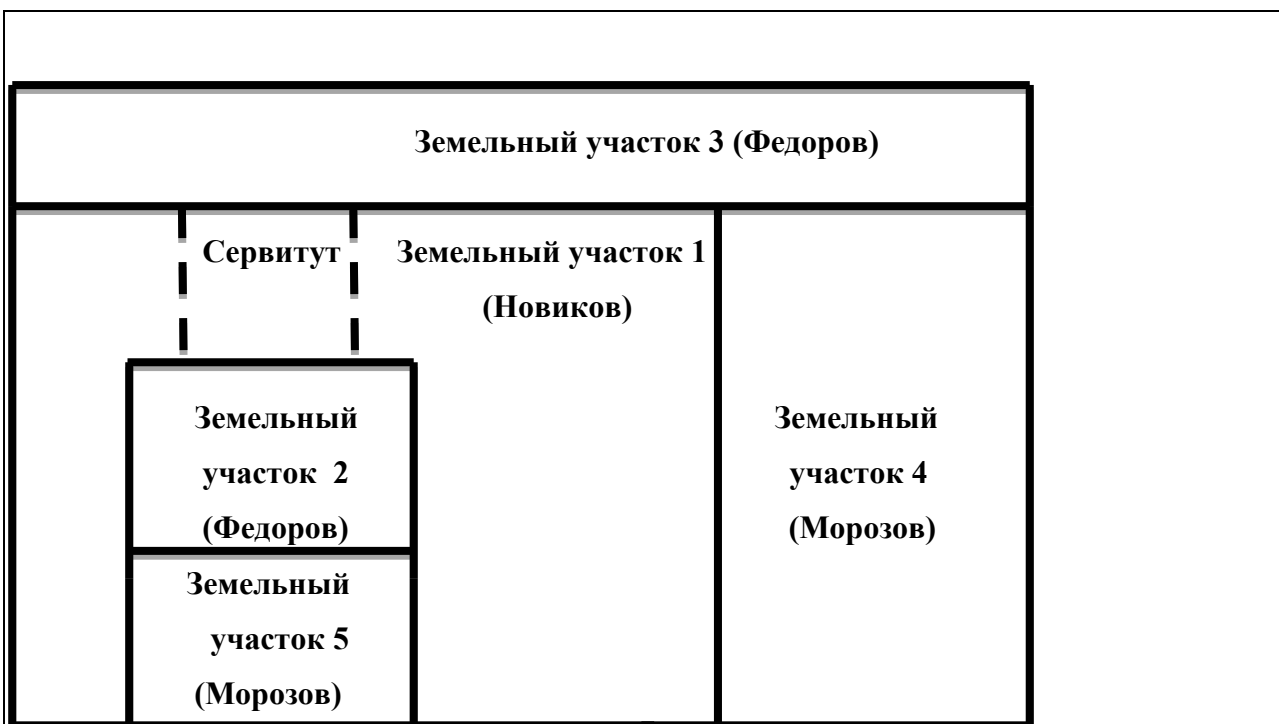 Земельный участок 3 (Федоров)
Сервитут
Земельный участок 1
(Новиков)
Земельный
участок 2
(Федоров)
Земельный
участок 4
(Морозов)
Земельный
участок 5
(Морозов)